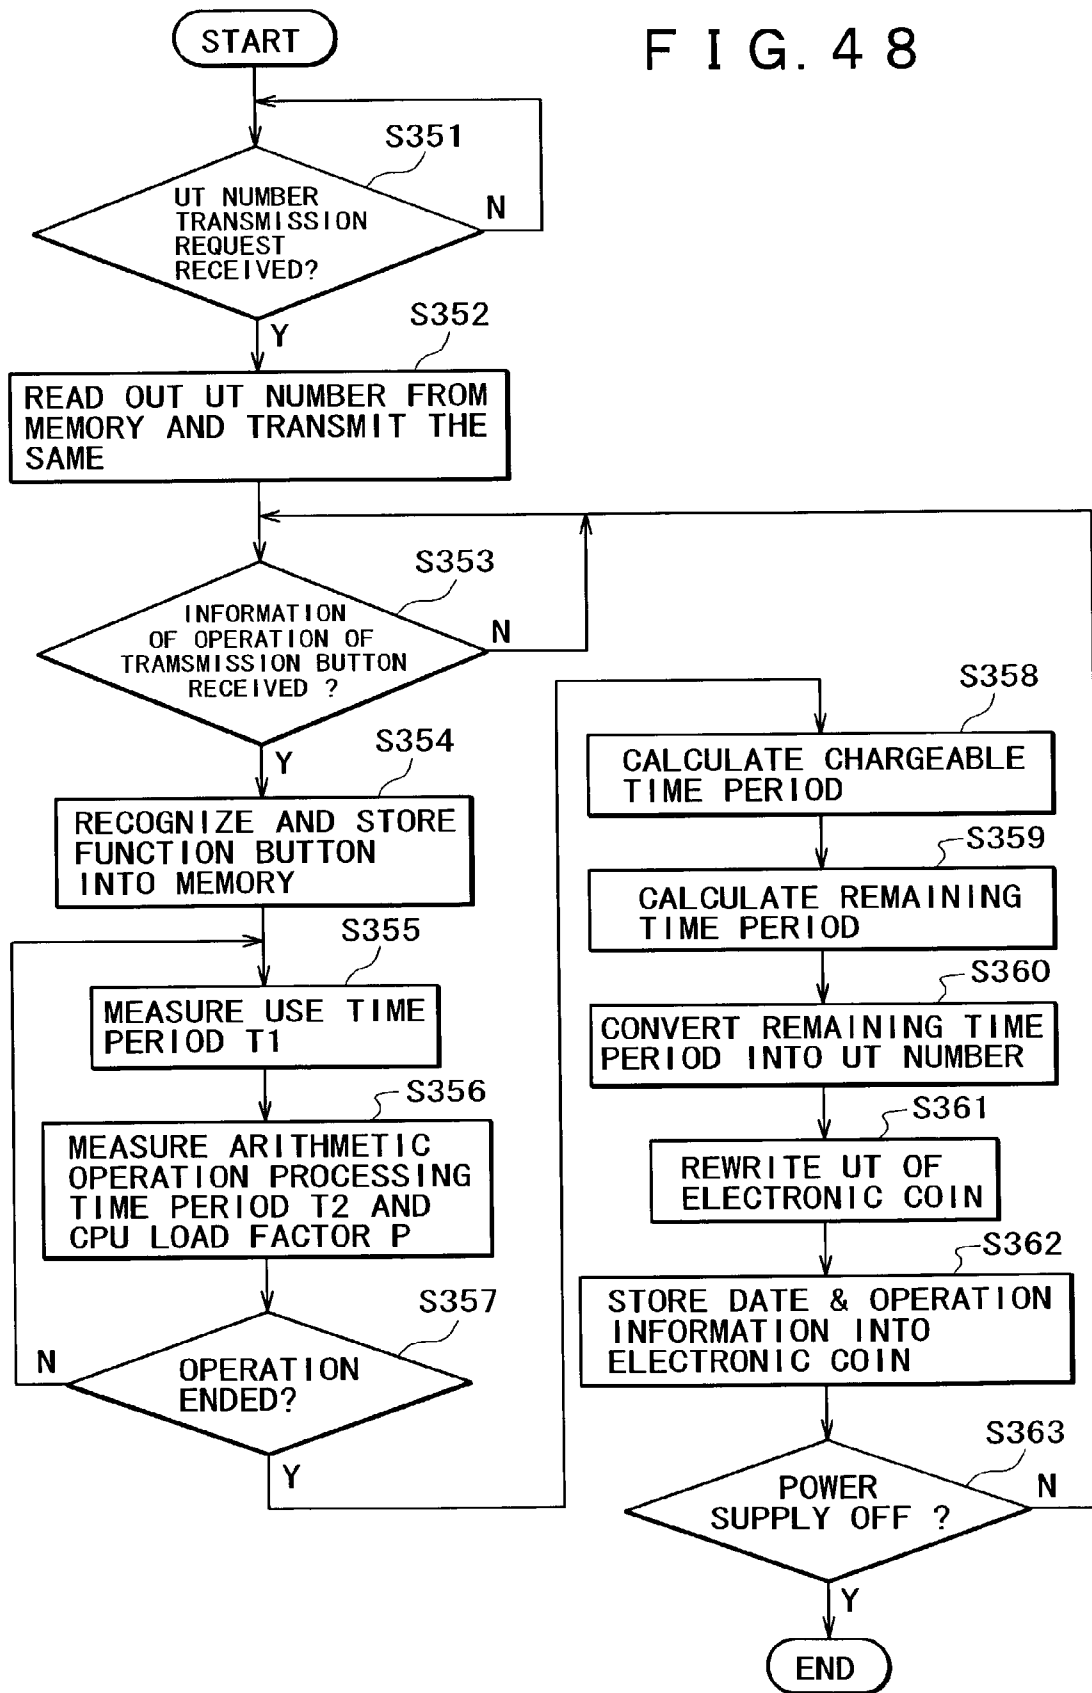 FIG. 48
START
S351
UT NUMBER
TRANSMISSION
REQUEST
RECEIVED?
N
Y
S352
READ OUT UT NUMBER FROM
MEMORY AND TRANSMIT THE
SAME
S353
INFORMATION
OF OPERATION OF
TRAMSMISSION BUTTON
RECEIVED ?
N
Y
S354
RECOGNIZE AND STORE
FUNCTION BUTTON
INTO MEMORY
S355
MEASURE USE TIME
PERIOD T1
S356
MEASURE ARITHMETIC
OPERATION PROCESSING
TIME PERIOD T2 AND
CPU LOAD FACTOR P
S357
OPERATION
ENDED?
N
Y
S358
CALCULATE CHARGEABLE
TIME PERIOD
S359
CALCULATE REMAINING
TIME PERIOD
S360
CONVERT REMAINING TIME
PERIOD INTO UT NUMBER
S361
REWRITE UT OF
ELECTRONIC COIN
S362
STORE DATE & OPERATION
INFORMATION INTO
ELECTRONIC COIN
S363
POWER
SUPPLY OFF ?
N
Y
END